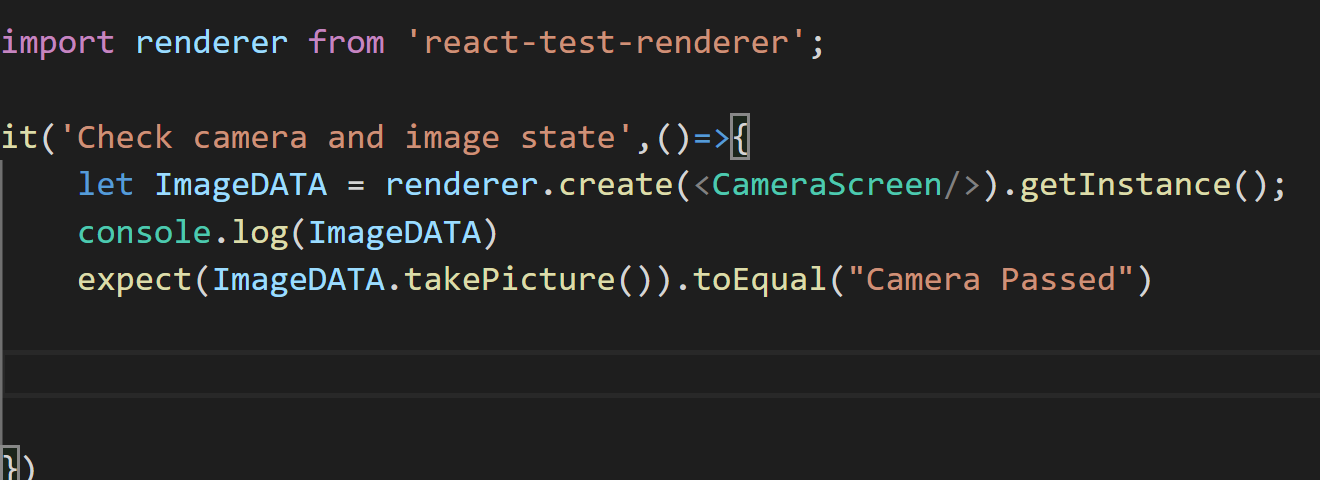 import renderer from 'react-test-renderer';
it('Check camera and image state',()=>{
    let ImageDATA = renderer.create(<CameraScreen/>).getInstance();
    console.log(ImageDATA)
    expect(ImageDATA.takePicture()).toEqual("Camera Passed")
})